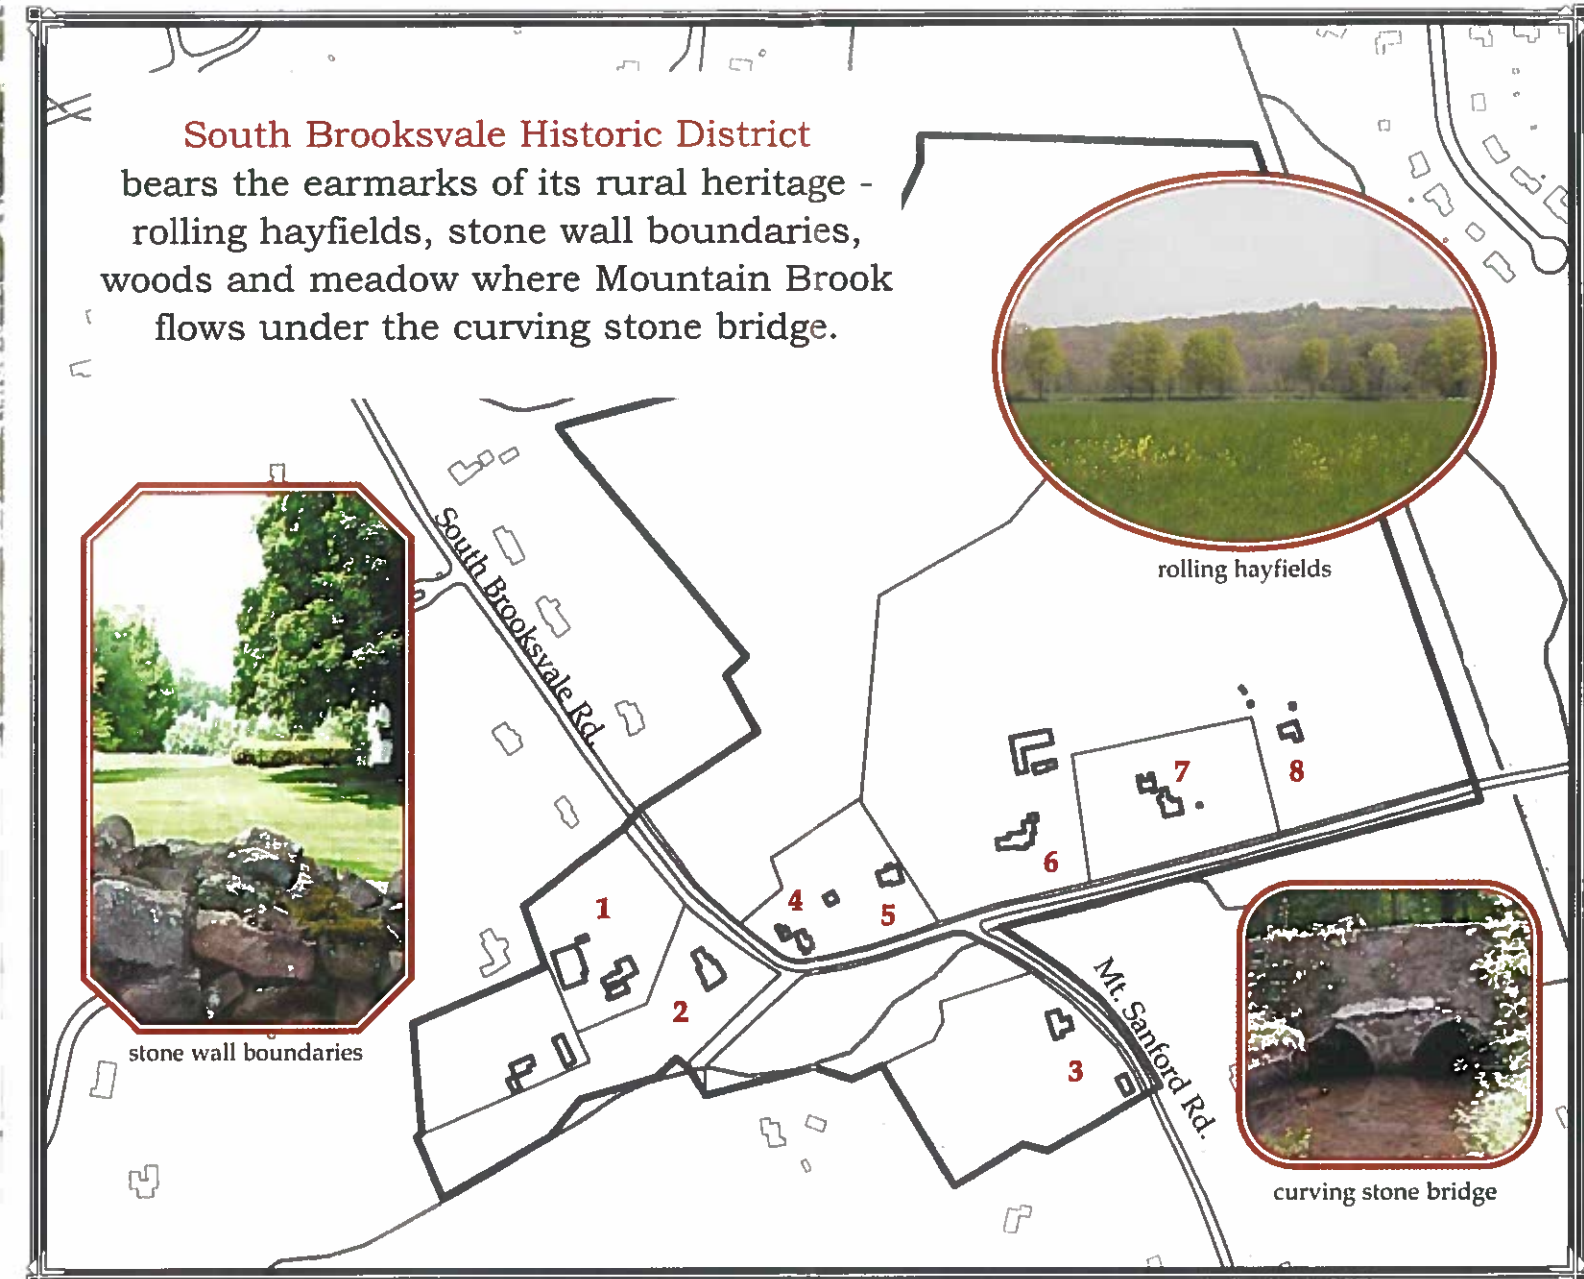 South Brooksvale Historic District
bears the earmarks of its rural heritage -
rolling hayfields, stone wall boundaries,
woods and meadow where Mountain Brook
flows under the curving stone bridge.
rolling hayfields
South Brooksvale Rd.
stone wall boundaries
1
2
3
4
5
6
7
8
Mt. Sanford Rd.
curving stone bridge